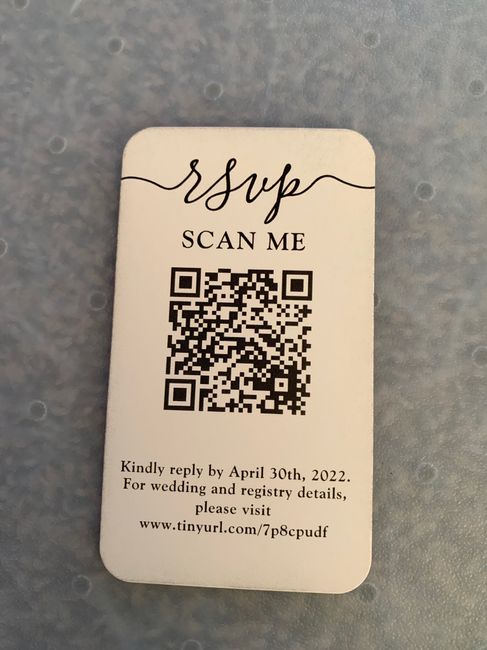 rsvp
SCAN ME
Kindly reply by April 30th, 2022.
For wedding and registry details,
please visit
www.tinyurl.com/7p8cpudf